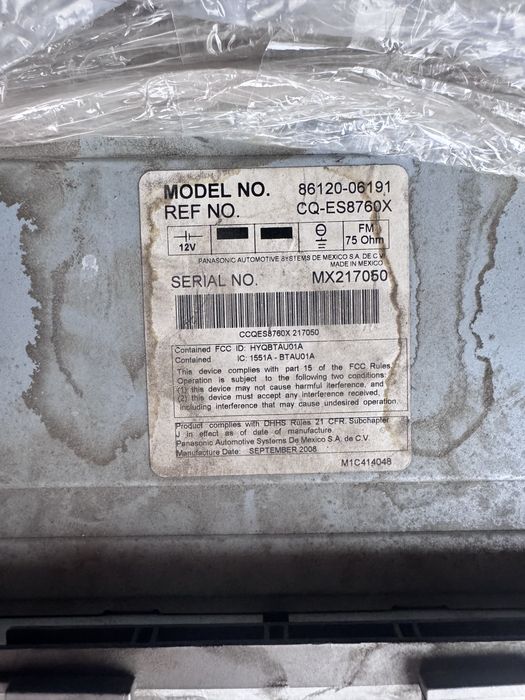 MODEL NO. 86120-06191
REF NO. CQ-ES8760X
12V
FM
75 Ohm
PANASONIC AUTOMOTIVE SYSTEMS DE MEXICO S.A. DE C.V.
MADE IN MEXICO
SERIAL NO. MX217050
CCQES8760X 217050
Contained FCC ID: HYQBTAU01A
Contained IC: 1551A - BTAU01A
This device complies with part 15 of the FCC Rules.
Operation is subject to the following two conditions:
(1) this device may not cause harmful iterference, and
(2) this device must accept any interference received,
including interference that may cause undesired operation.
Product complies with DHHS Rules 21 CFR. Subchapter
J in effect as of date of manufacture.
Panasonic Automotive Systems De Mexico S.A. de C.V.
Manufacture Date: SEPTEMBER 2008
M1C414048